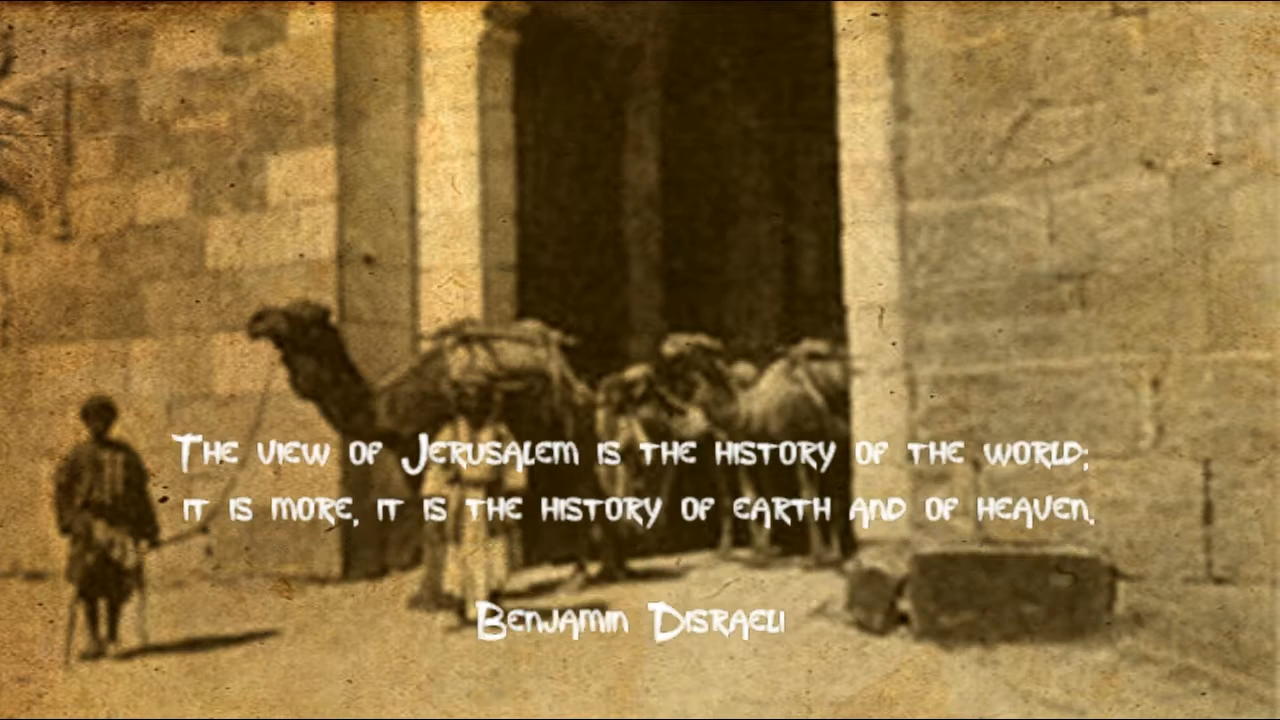 The view of Jerusalem is the history of the world;
it is more, it is the history of earth and of heaven.
Benjamin Disraeli